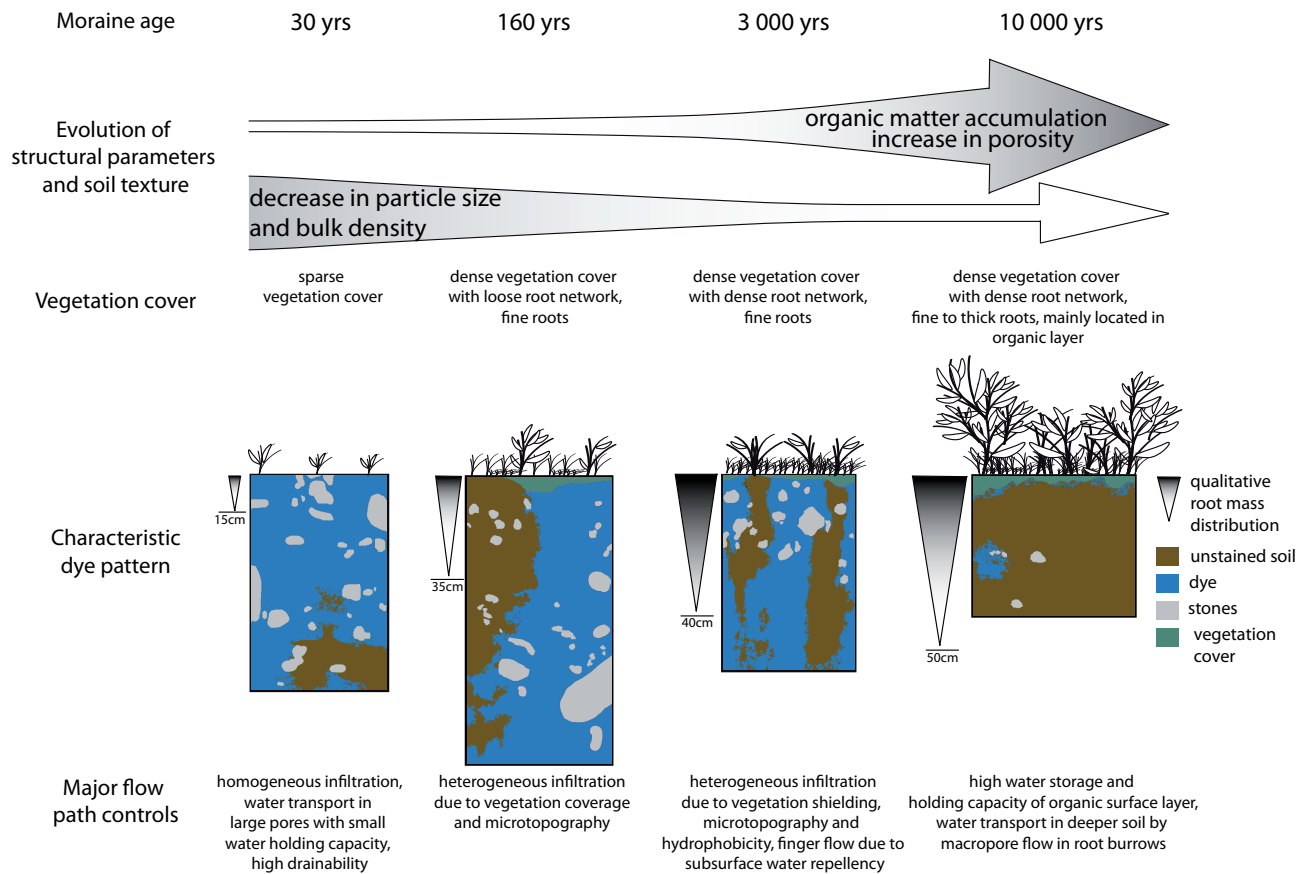 Moraine age
30 yrs
160 yrs
3 000 yrs
10 000 yrs
Evolution of
structural parameters
and soil texture
organic matter accumulation
increase in porosity
decrease in particle size
and bulk density
Vegetation cover
sparse
vegetation cover
dense vegetation cover
with loose root network,
fine roots
dense vegetation cover
with dense root network,
fine roots
dense vegetation cover
with dense root network,
fine to thick roots, mainly located in
organic layer
Characteristic
dye pattern
15cm
35cm
40cm
50cm
qualitative
root mass
distribution
unstained soil
dye
stones
vegetation
cover
Major flow
path controls
homogeneous infiltration,
water transport in
large pores with small
water holding capacity,
high drainability
heterogeneous infiltration
due to vegetation coverage
and microtopography
heterogeneous infiltration
due to vegetation shielding,
microtopography and
hydrophobicity, finger flow due to
subsurface water repellency
high water storage and
holding capacity of organic surface layer,
water transport in deeper soil by
macropore flow in root burrows